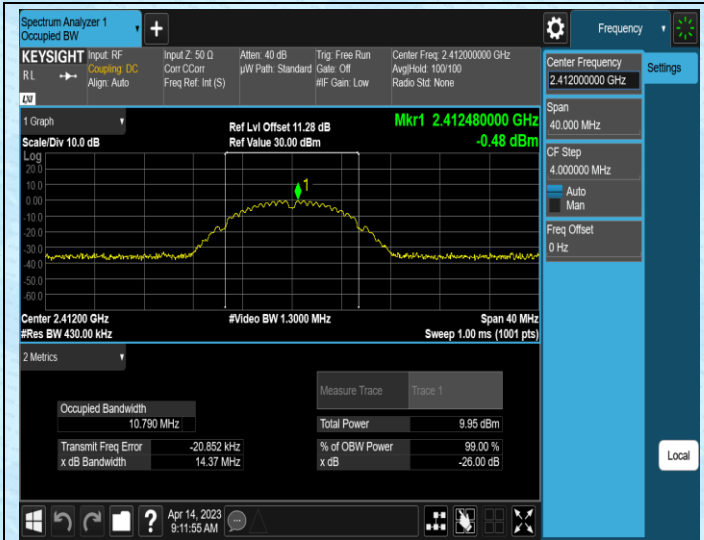 Spectrum Analyzer 1
Occupied BW
Frequency
KEYSIGHT
Input: RF
Coupling: DC
Align: Auto
Input Z: 50 Ω
Corr CCorr
Freq Ref: Int (S)
Atten: 40 dB
µW Path: Standard
Trig: Free Run
Gate: Off
#IF Gain: Low
Center Freq: 2.412000000 GHz
Avg|Hold: 100/100
Radio Std: None
R L
LXI
Center Frequency
2.412000000 GHz
Settings
Span
40.000 MHz
CF Step
4.000000 MHz
Auto
Man
Freq Offset
0 Hz
1 Graph
Scale/Div 10.0 dB
Ref Lvl Offset 11.28 dB
Ref Value 30.00 dBm
Mkr1 2.412480000 GHz
-0.48 dBm
Log
20.0
10.0
0.00
-10.0
-20.0
-30.0
-40.0
-50.0
-60.0
1
Center 2.41200 GHz
#Res BW 430.00 kHz
#Video BW 1.3000 MHz
Span 40 MHz
Sweep 1.00 ms (1001 pts)
2 Metrics
Measure Trace Trace 1
Occupied Bandwidth
10.790 MHz
Total Power 9.95 dBm
Transmit Freq Error -20.852 kHz
% of OBW Power 99.00 %
x dB Bandwidth 14.37 MHz
x dB -26.00 dB
Local
Apr 14, 2023
9:11:55 AM